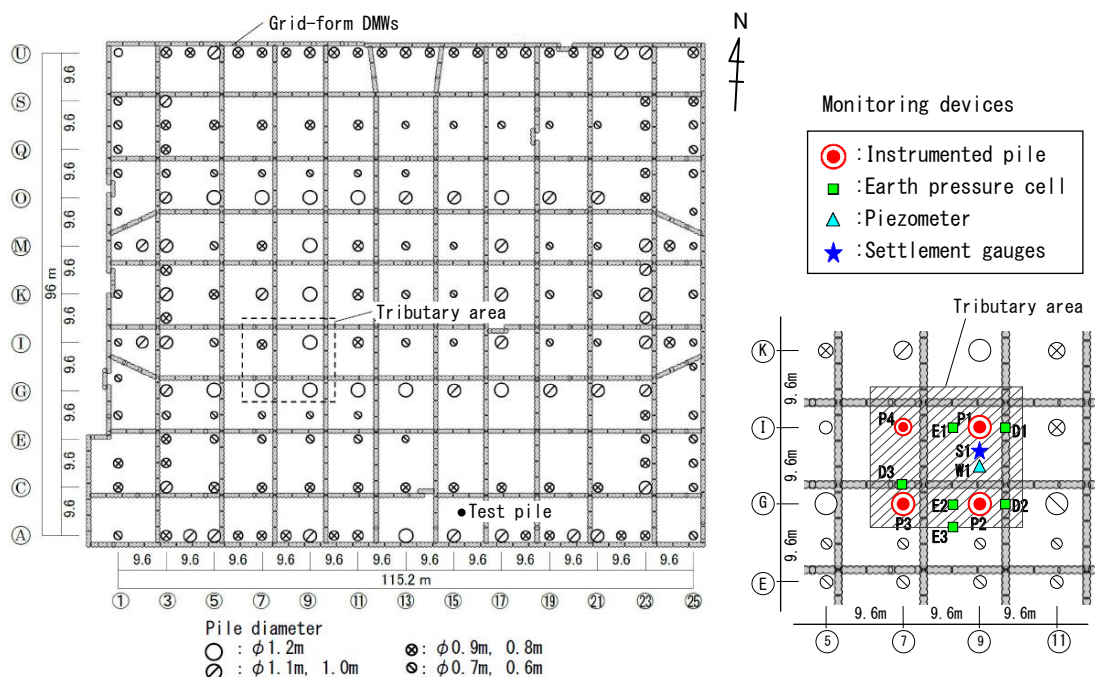 Grid-form DMWs
N
Ⓤ
Ⓢ
Ⓠ
Ⓞ
Ⓜ
Ⓚ
Ⓘ
Ⓖ
Ⓔ
Ⓒ
Ⓐ
9.6
9.6
9.6
9.6
9.6
9.6
9.6
9.6
9.6
9.6
96 m
Tributary area
Test pile
9.6 9.6 9.6 9.6 9.6 9.6 9.6 9.6 9.6 9.6 9.6 9.6
115.2 m
① ③ ⑤ ⑦ ⑨ ⑪ ⑬ ⑮ ⑰ ⑲ ㉑ ㉓ ㉕
Pile diameter
: φ1.2m
: φ1.1m, 1.0m
: φ0.9m, 0.8m
: φ0.7m, 0.6m
Monitoring devices
:Instrumented pile
:Earth pressure cell
:Piezometer
:Settlement gauges
Tributary area
Ⓚ
Ⓘ
Ⓖ
Ⓔ
9.6m
9.6m
9.6m
P4 E1 P1 D1
S1
W1
D3
P3 E2 P2 D2
E3
9.6m 9.6m 9.6m
⑤ ⑦ ⑨ ⑪